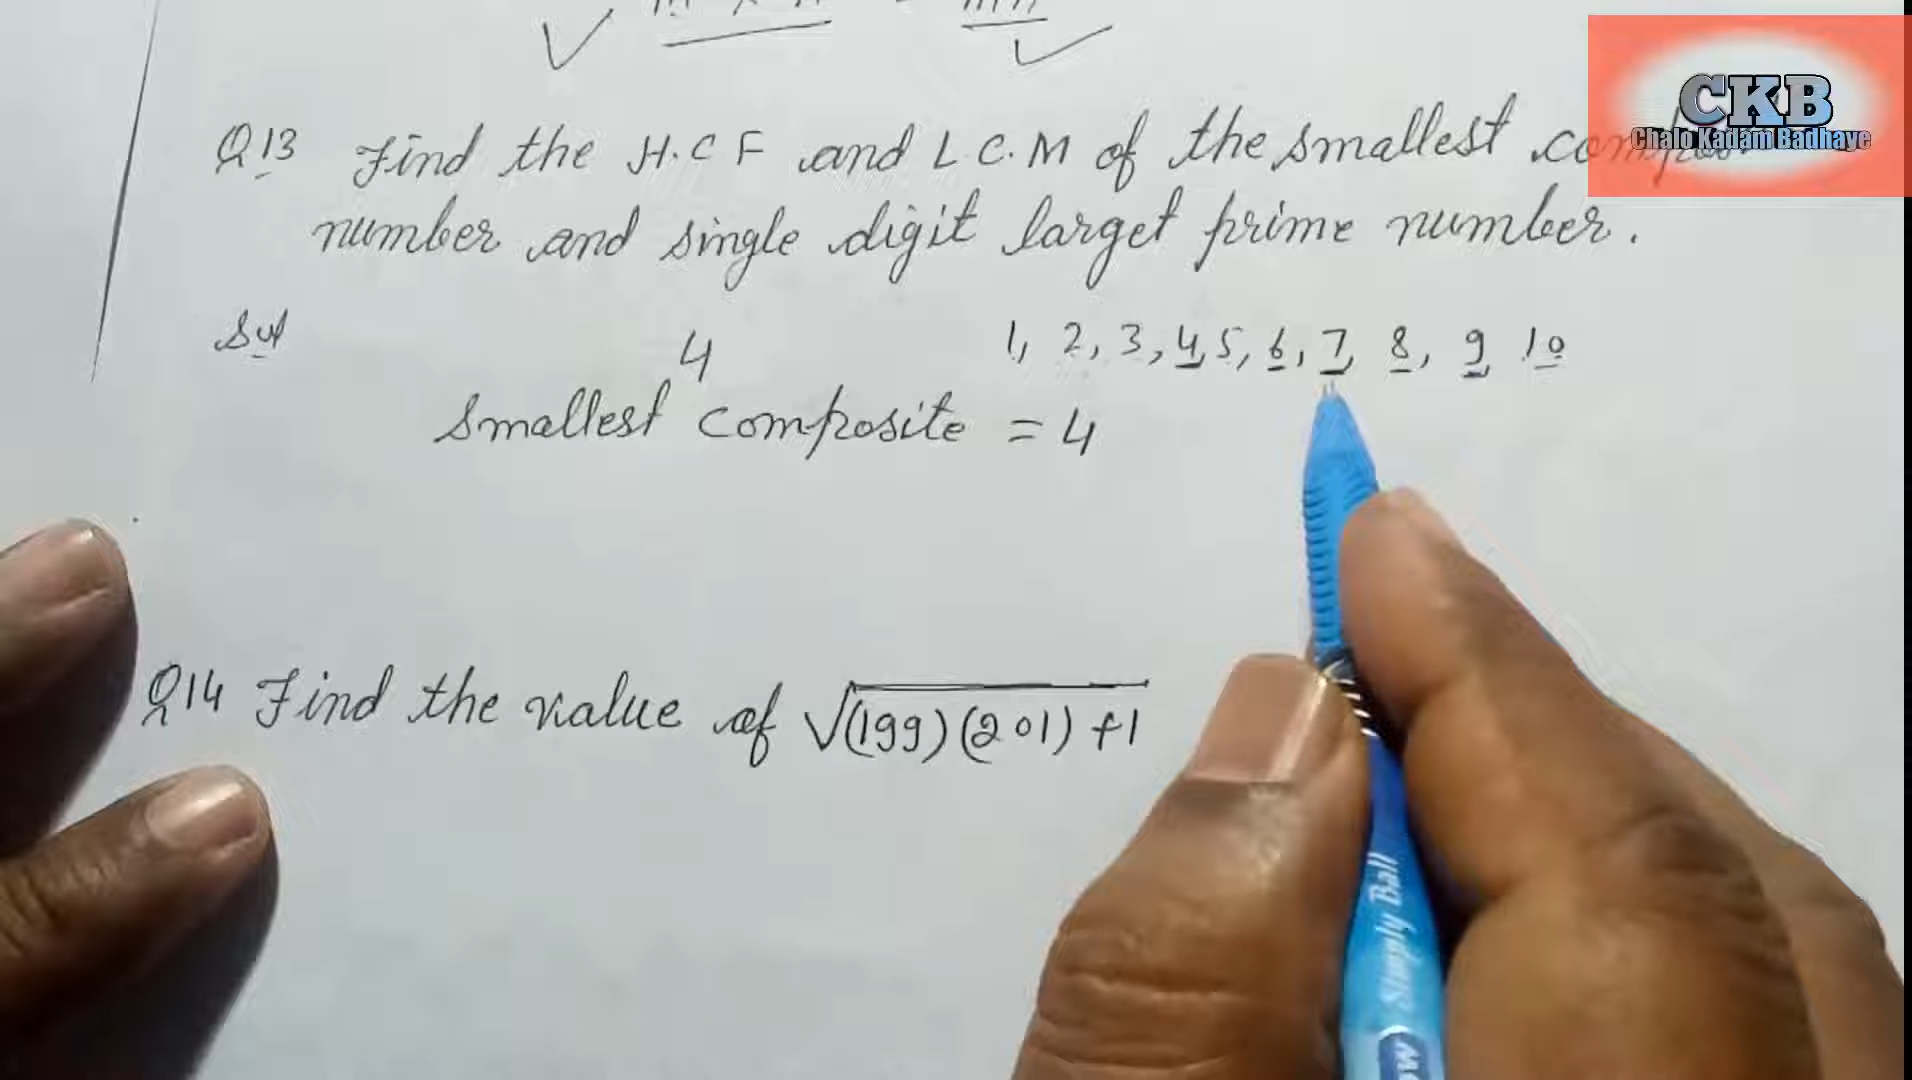 CKB
Chalo Kadam Badhaye
Q13 Find the H.C.F and L.C.M of the smallest
number and single digit larget prime number.
4 1, 2, 3, 4, 5, 6, 7, 8, 9, 10
Smallest composite = 4
Q14 Find the value of √(199)(201)+1
Simply Ball